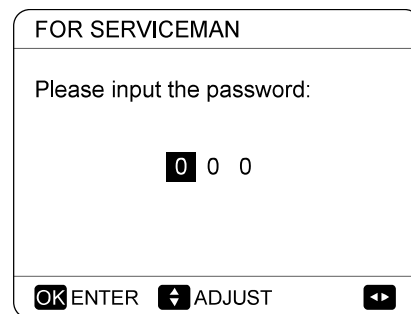 FOR SERVICEMAN
Please input the password:
0 0 0
OK ENTER ADJUST